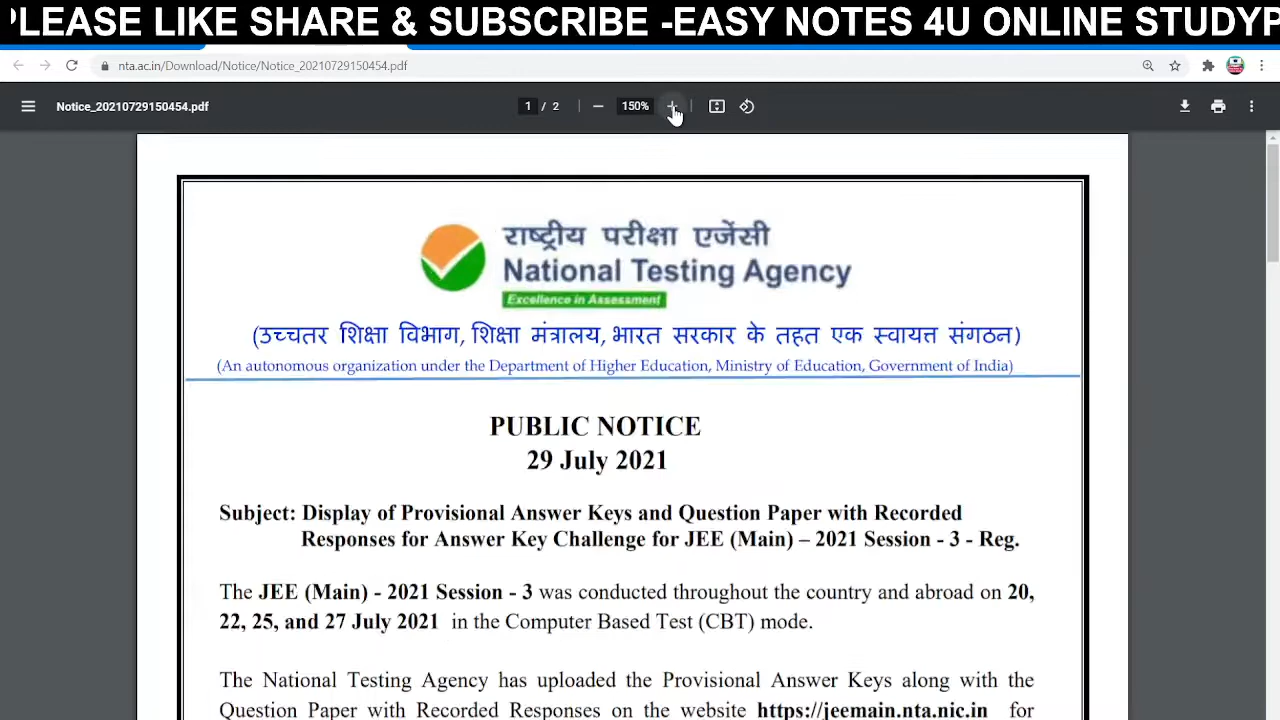 PLEASE LIKE SHARE & SUBSCRIBE -EASY NOTES 4U ONLINE STUDYP
nta.ac.in/Download/Notice/Notice_20210729150454.pdf
Notice_20210729150454.pdf 1 / 2 150%
राष्ट्रीय परीक्षा एजेंसी
National Testing Agency
Excellence in Assessment
(उच्चतर शिक्षा विभाग, शिक्षा मंत्रालय, भारत सरकार के तहत एक स्वायत्त संगठन)
(An autonomous organization under the Department of Higher Education, Ministry of Education, Government of India)
PUBLIC NOTICE
29 July 2021
Subject: Display of Provisional Answer Keys and Question Paper with Recorded
Responses for Answer Key Challenge for JEE (Main) – 2021 Session - 3 - Reg.
The JEE (Main) - 2021 Session - 3 was conducted throughout the country and abroad on 20,
22, 25, and 27 July 2021 in the Computer Based Test (CBT) mode.
The National Testing Agency has uploaded the Provisional Answer Keys along with the
Question Paper with Recorded Responses on the website https://jeemain.nta.nic.in for